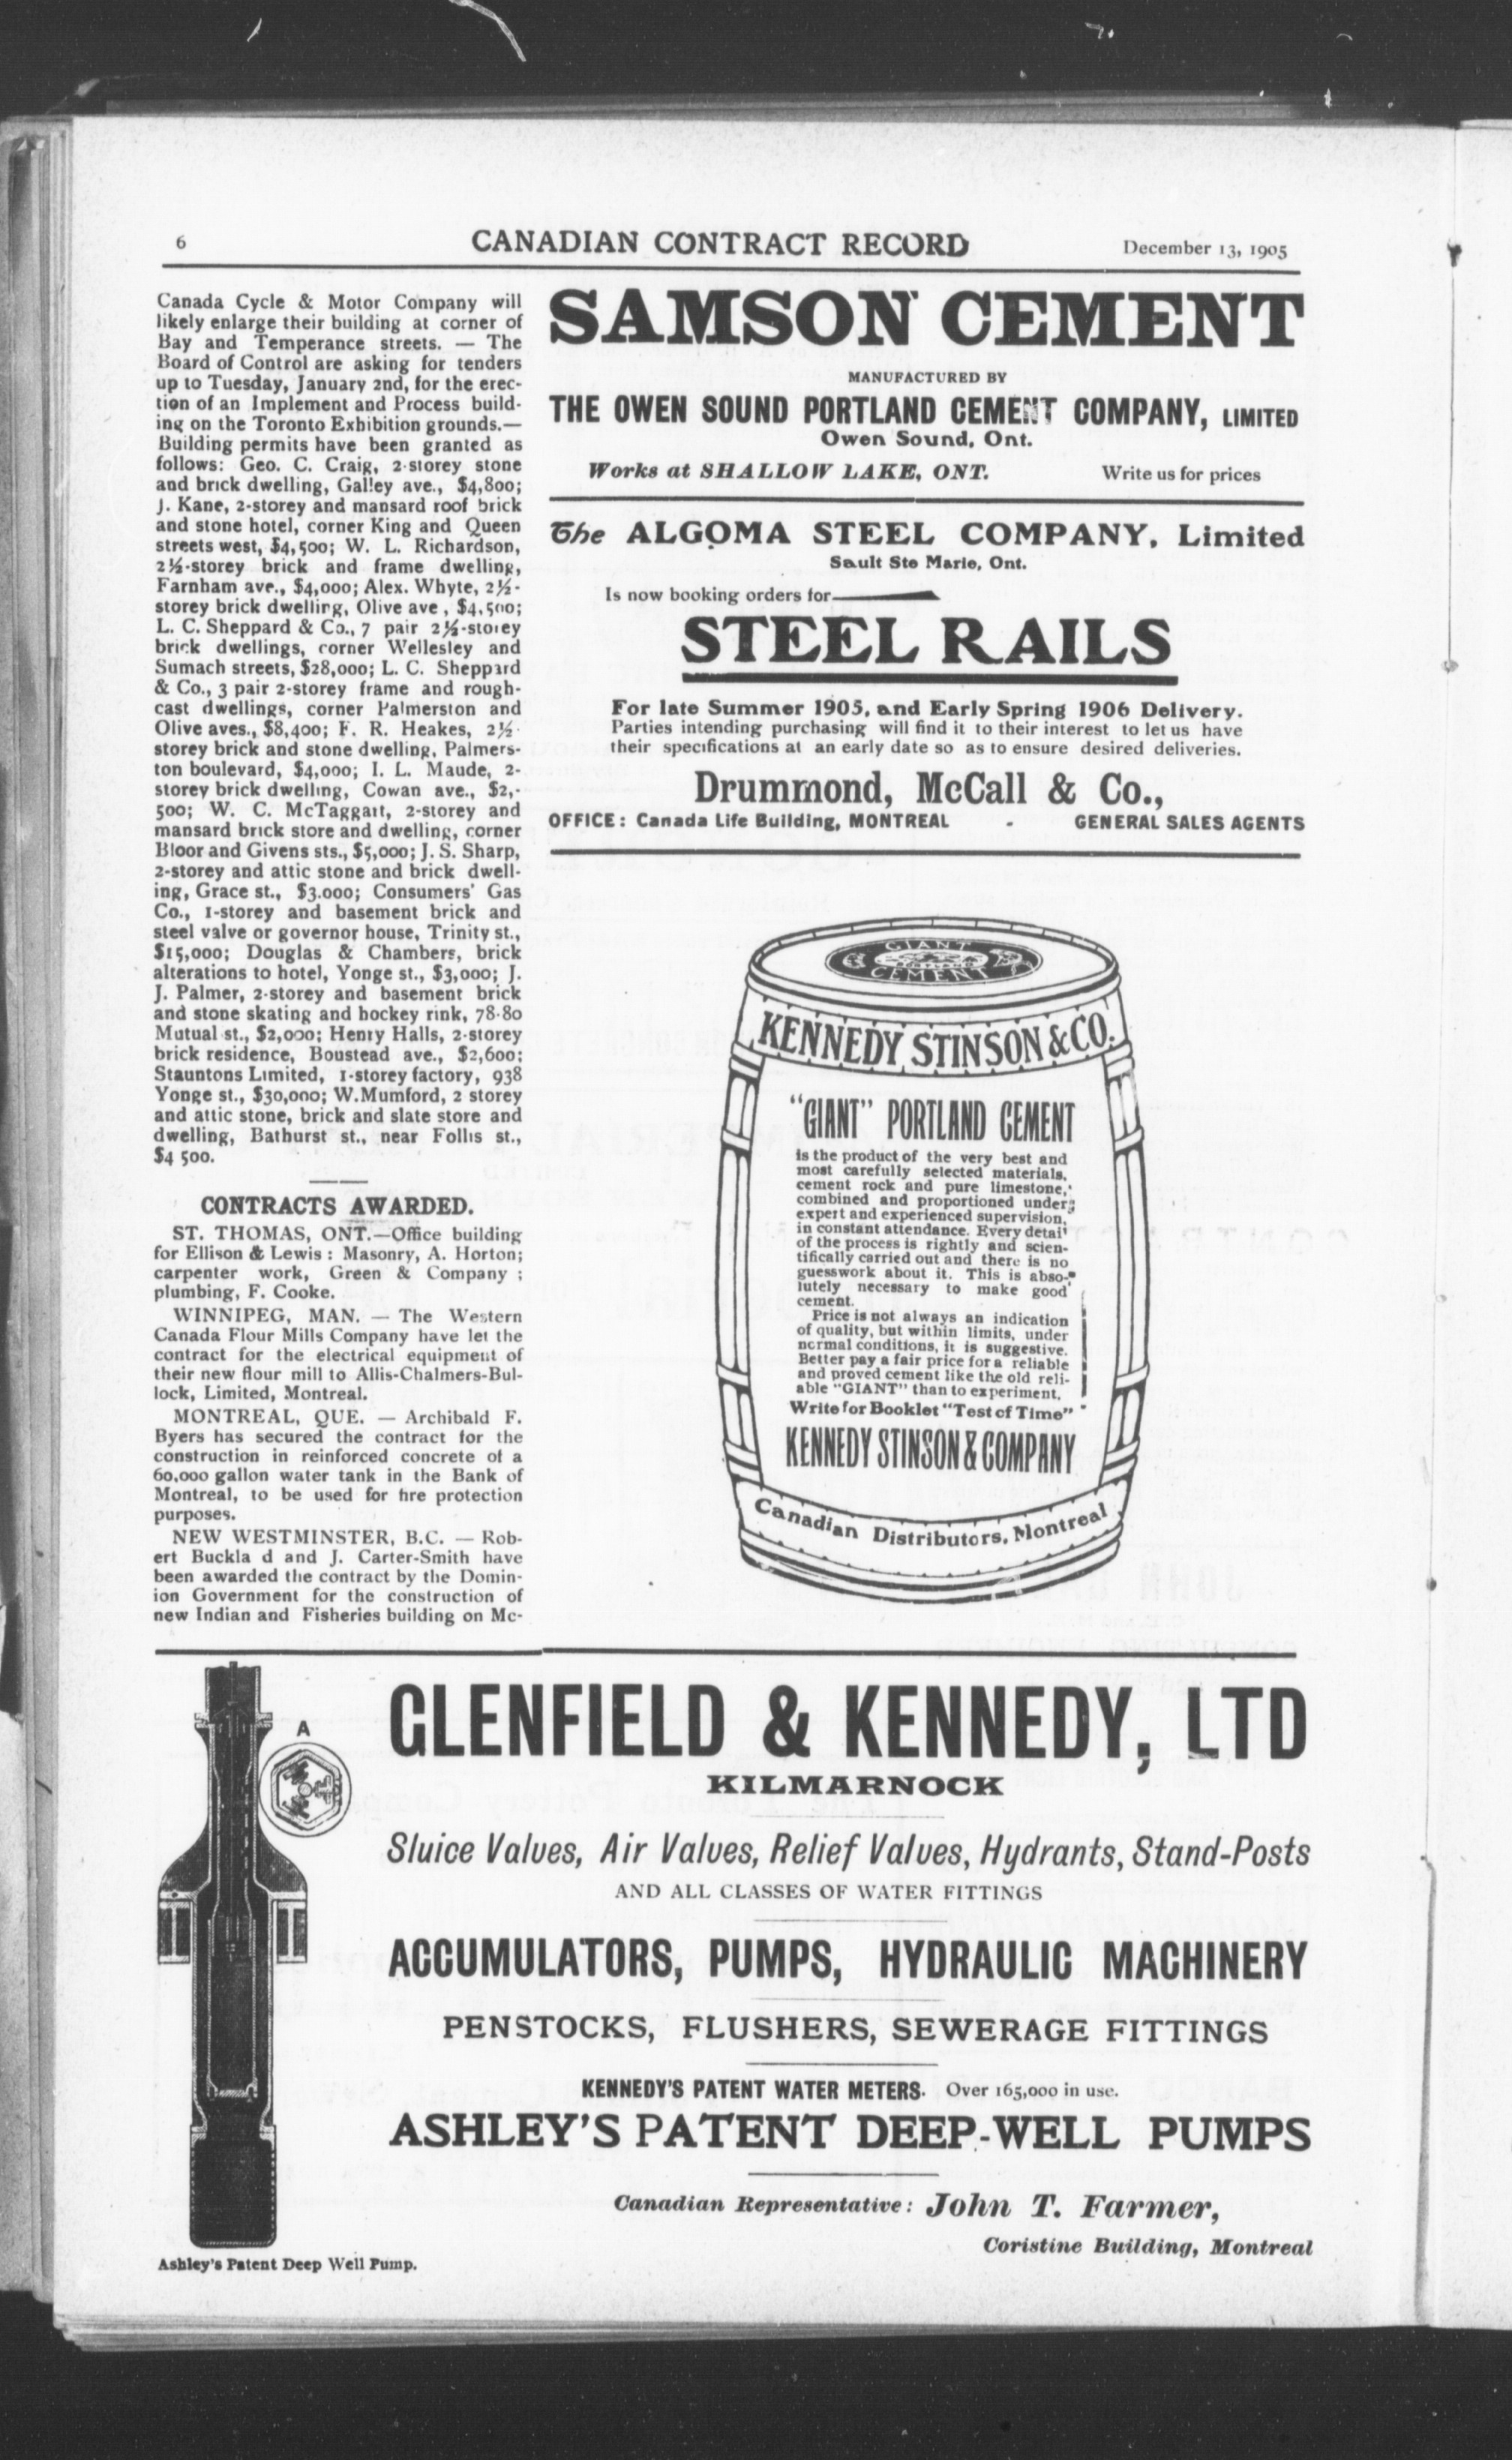 6
CANADIAN CONTRACT RECORD
December 13, 1905
Canada Cycle & Motor Company will
likely enlarge their building at corner of
Bay and Temperance streets. — The
Board of Control are asking for tenders
up to Tuesday, January 2nd, for the erec-
tion of an Implement and Process build-
ing on the Toronto Exhibition grounds.—
Building permits have been granted as
follows: Geo. C. Craig, 2-storey stone
and brick dwelling, Galley ave., $4,800;
J. Kane, 2-storey and mansard roof brick
and stone hotel, corner King and Queen
streets west, $4,500; W. L. Richardson,
2½-storey brick and frame dwelling,
Farnham ave., $4,000; Alex. Whyte, 2½-
storey brick dwelling, Olive ave , $4,500;
L. C. Sheppard & Co., 7 pair 2½-storey
brick dwellings, corner Wellesley and
Sumach streets, $28,000; L. C. Sheppard
& Co., 3 pair 2-storey frame and rough-
cast dwellings, corner Palmerston and
Olive aves., $8,400; F. R. Heakes, 2½-
storey brick and stone dwelling, Palmers-
ton boulevard, $4,000; I. L. Maude, 2-
storey brick dwelling, Cowan ave., $2,-
500; W. C. McTaggart, 2-storey and
mansard brick store and dwelling, corner
Bloor and Givens sts., $5,000; J. S. Sharp,
2-storey and attic stone and brick dwell-
ing, Grace st., $3.000; Consumers' Gas
Co., 1-storey and basement brick and
steel valve or governor house, Trinity st.,
$15,000; Douglas & Chambers, brick
alterations to hotel, Yonge st., $3,000; J.
J. Palmer, 2-storey and basement brick
and stone skating and hockey rink, 78-80
Mutual st., $2,000; Henry Halls, 2-storey
brick residence, Boustead ave., $2,600;
Stauntons Limited, 1-storey factory, 938
Yonge st., $30,000; W. Mumford, 2 storey
and attic stone, brick and slate store and
dwelling, Bathurst st., near Follis st.,
$4 500.
CONTRACTS AWARDED.
ST. THOMAS, ONT.—Office building
for Ellison & Lewis : Masonry, A. Horton;
carpenter work, Green & Company ;
plumbing, F. Cooke.
WINNIPEG, MAN. — The Western
Canada Flour Mills Company have let the
contract for the electrical equipment of
their new flour mill to Allis-Chalmers-Bul-
lock, Limited, Montreal.
MONTREAL, QUE. — Archibald F.
Byers has secured the contract for the
construction in reinforced concrete of a
60,000 gallon water tank in the Bank of
Montreal, to be used for fire protection
purposes.
NEW WESTMINSTER, B.C. — Rob-
ert Buckla d and J. Carter-Smith have
been awarded the contract by the Domin-
ion Government for the construction of
new Indian and Fisheries building on Mc-
SAMSON CEMENT
MANUFACTURED BY
THE OWEN SOUND PORTLAND CEMENT COMPANY, LIMITED
Owen Sound, Ont.
Works at SHALLOW LAKE, ONT. Write us for prices
The ALGOMA STEEL COMPANY, Limited
Sault Ste Marie, Ont.
Is now booking orders for
STEEL RAILS
For late Summer 1905, and Early Spring 1906 Delivery.
Parties intending purchasing will find it to their interest to let us have
their specifications at an early date so as to ensure desired deliveries.
Drummond, McCall & Co.,
OFFICE: Canada Life Building, MONTREAL - GENERAL SALES AGENTS
GIANT
PORTLAND
CEMENT
KENNEDY STINSON & CO.
"GIANT" PORTLAND CEMENT
is the product of the very best and
most carefully selected materials,
cement rock and pure limestone,
combined and proportioned under
expert and experienced supervision,
in constant attendance. Every detail
of the process is rightly and scien-
tifically carried out and there is no
guesswork about it. This is abso-
lutely necessary to make good
cement.
Price is not always an indication
of quality, but within limits, under
normal conditions, it is suggestive.
Better pay a fair price for a reliable
and proved cement like the old reli-
able "GIANT" than to experiment.
Write for Booklet "Test of Time"
KENNEDY STINSON & COMPANY
Canadian Distributors, Montreal
A
GLENFIELD & KENNEDY, LTD
KILMARNOCK
Sluice Valves, Air Valves, Relief Valves, Hydrants, Stand-Posts
AND ALL CLASSES OF WATER FITTINGS
ACCUMULATORS, PUMPS, HYDRAULIC MACHINERY
PENSTOCKS, FLUSHERS, SEWERAGE FITTINGS
KENNEDY'S PATENT WATER METERS. Over 165,000 in use.
ASHLEY'S PATENT DEEP-WELL PUMPS
Canadian Representative: John T. Farmer,
Coristine Building, Montreal
Ashley's Patent Deep Well Pump.